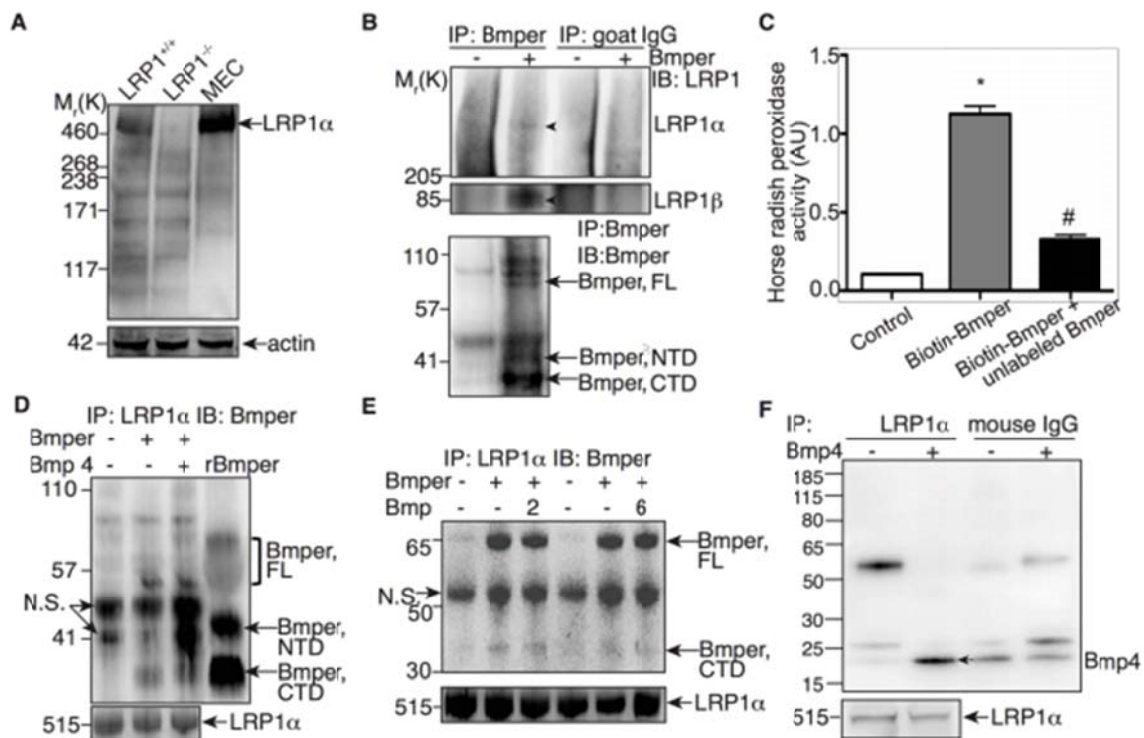 A
LRP1+/+ LRP1-/- MEC
Mr(K)
460
268
238
171
117
42
LRP1α
actin
B
IP: Bmper IP: goat IgG
- + - + Bmper
Mr(K)
IB: LRP1
LRP1α
205
85
LRP1β
IP:Bmper
IB:Bmper
110
Bmper, FL
57
41
Bmper, NTD
Bmper, CTD
C
Horse radish peroxidase
activity (AU)
1.5
1.0
0.5
0.0
*
#
Control
Biotin-Bmper
Biotin-Bmper +
unlabeled Bmper
D
IP: LRP1α IB: Bmper
Bmper - + +
Bmp 4 - - + rBmper
110
57
N.S.
41
Bmper,
FL
Bmper,
NTD
Bmper,
CTD
515
LRP1α
E
IP: LRP1α IB: Bmper
Bmper - + + - + +
Bmp - - 2 - - 6
65
N.S.
50
30
Bmper,
FL
Bmper,
CTD
515
LRP1α
F
IP: LRP1α mouse IgG
Bmp4 - + - +
185
115
80
65
50
30
25
15
Bmp4
515
LRP1α